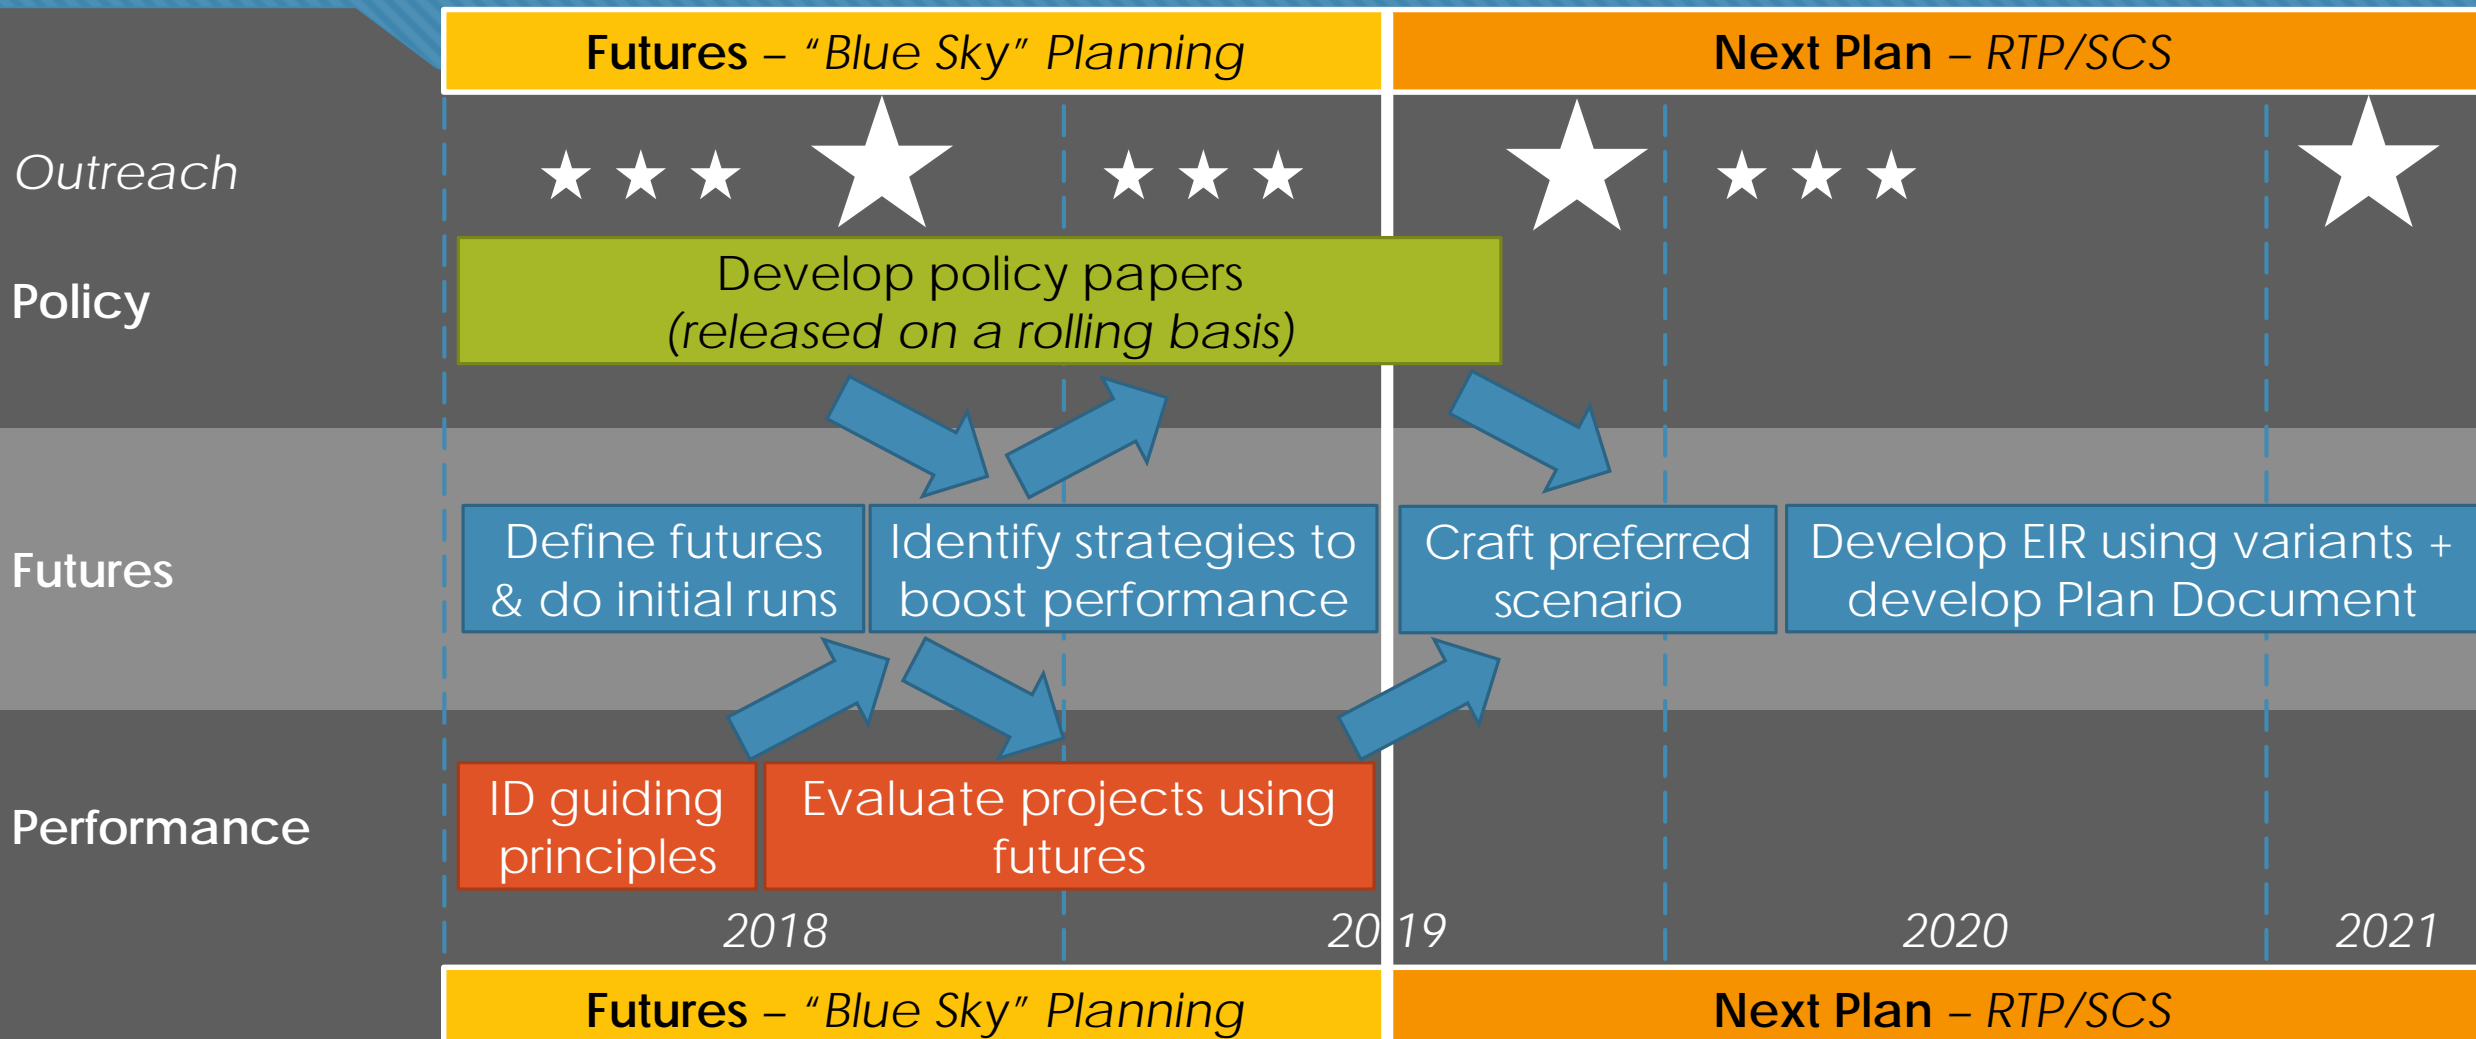 Futures – “Blue Sky” Planning
Next Plan – RTP/SCS
Outreach
Policy
Develop policy papers
(released on a rolling basis)
Futures
Define futures
& do initial runs
Identify strategies to
boost performance
Craft preferred
scenario
Develop EIR using variants +
develop Plan Document
Performance
ID guiding
principles
Evaluate projects using
futures
2018
2019
2020
2021
Futures – “Blue Sky” Planning
Next Plan – RTP/SCS